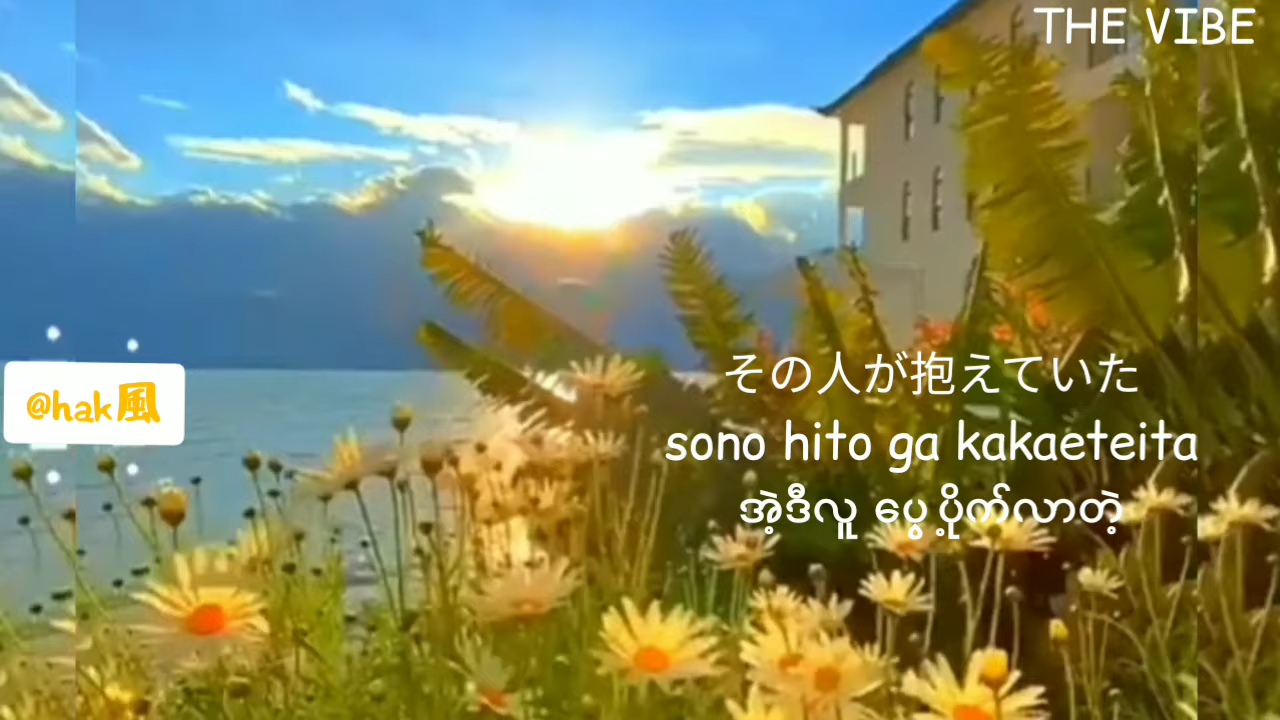 THE VIBE
@hak風
その人が抱えていた
sono hito ga kakaeteita
အဲ့ဒီလူ ပွေ့ပိုက်လာတဲ့